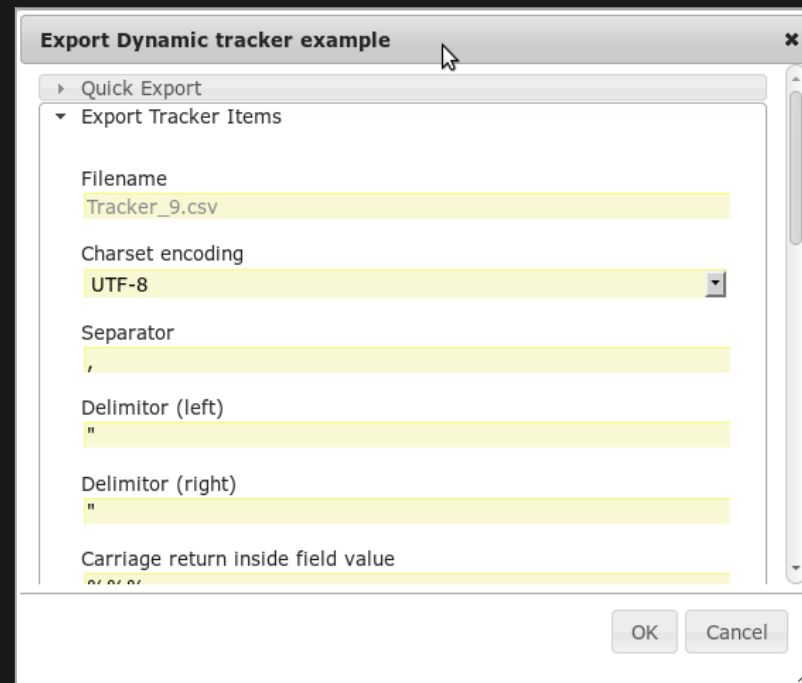 Export Dynamic tracker example
Quick Export
Export Tracker Items
Filename
Tracker_9.csv
Charset encoding
UTF-8
Separator
,
Delimitor (left)
"
Delimitor (right)
"
Carriage return inside field value
%%%
OK Cancel